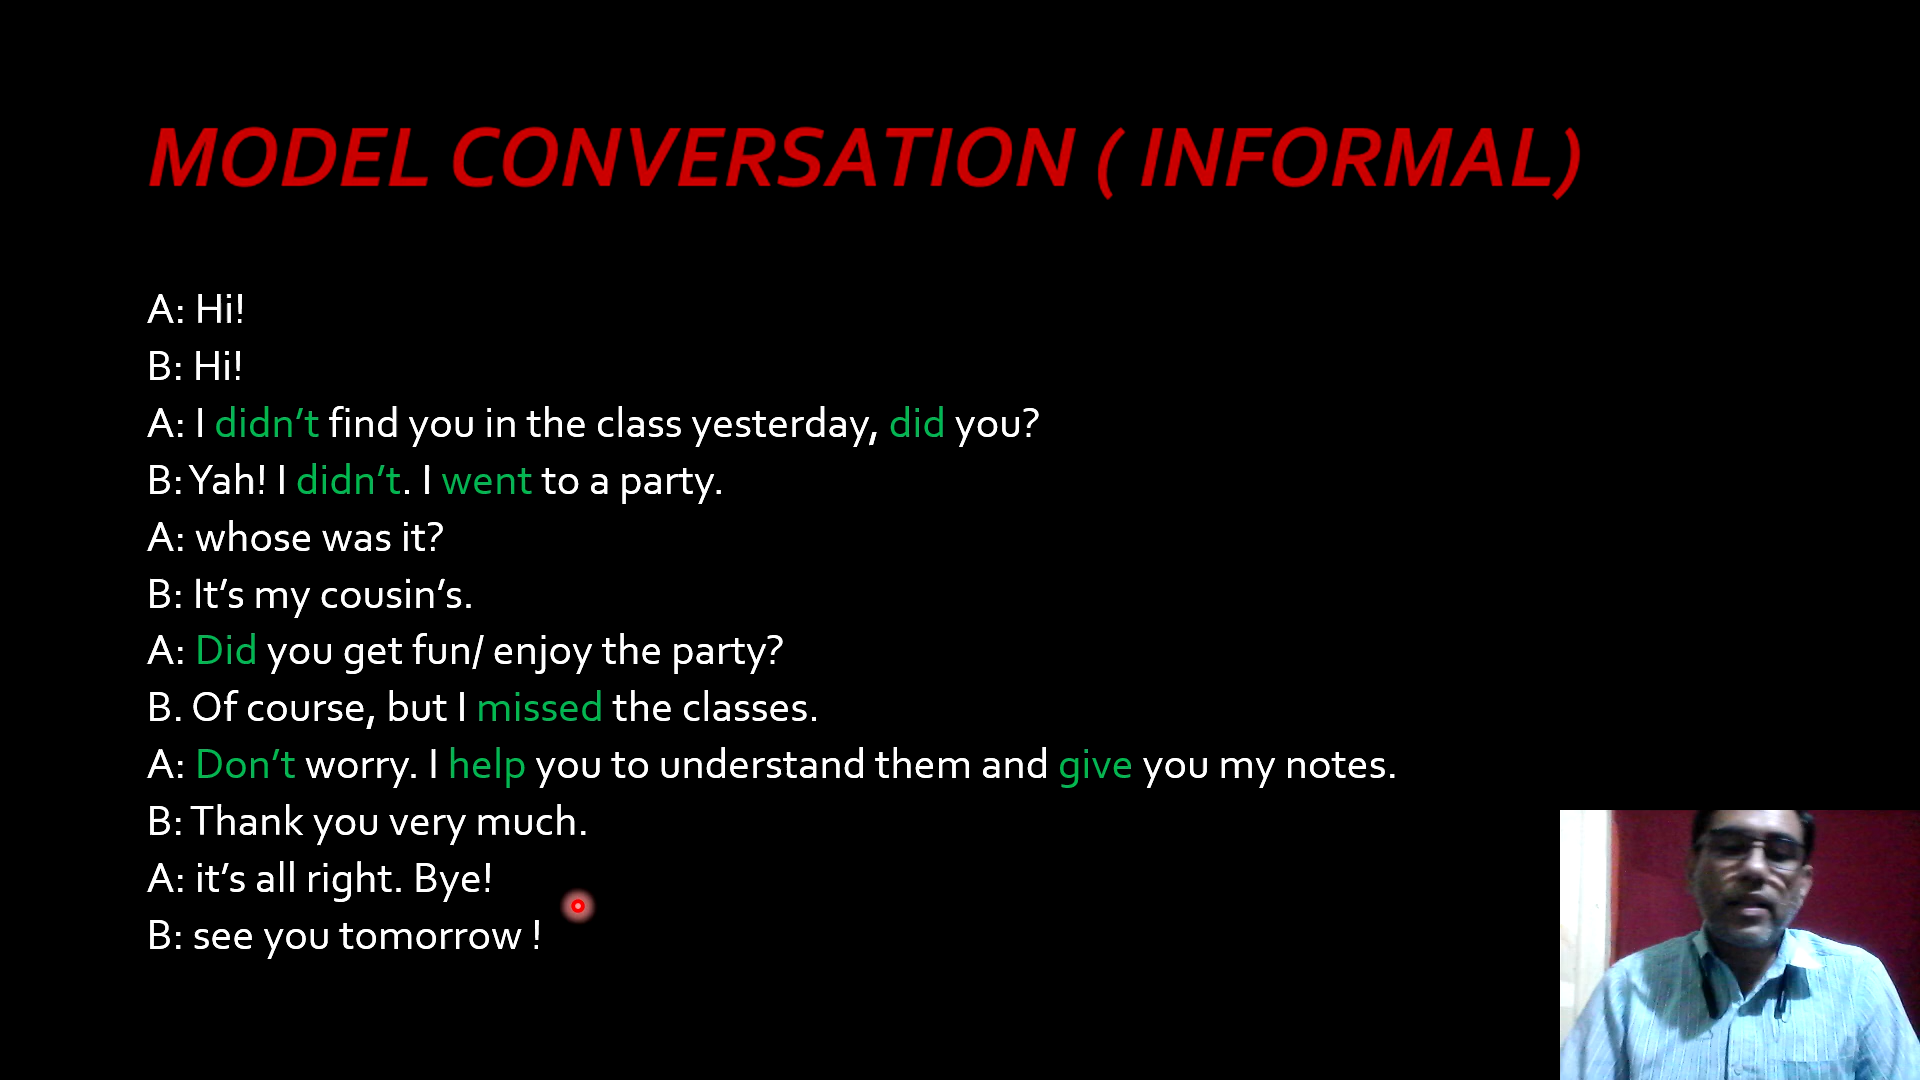 MODEL CONVERSATION ( INFORMAL)
A: Hi!
B: Hi!
A: I didn’t find you in the class yesterday, did you?
B: Yah! I didn’t. I went to a party.
A: whose was it?
B: It’s my cousin’s.
A: Did you get fun/ enjoy the party?
B. Of course, but I missed the classes.
A: Don’t worry. I help you to understand them and give you my notes.
B: Thank you very much.
A: it’s all right. Bye!
B: see you tomorrow !